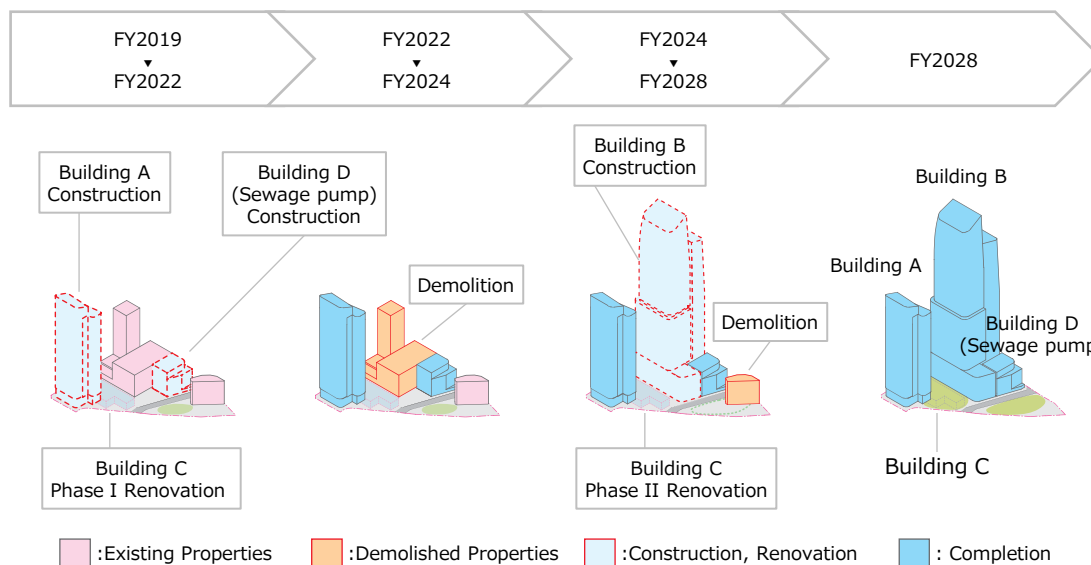 FY2019
▼
FY2022
FY2022
▼
FY2024
FY2024
▼
FY2028
FY2028
Building A
Construction
Building D
(Sewage pump)
Construction
Building C
Phase I Renovation
Demolition
Building B
Construction
Demolition
Building C
Phase II Renovation
Building B
Building A
Building D
(Sewage pump
Building C
:Existing Properties
:Demolished Properties
:Construction, Renovation
: Completion